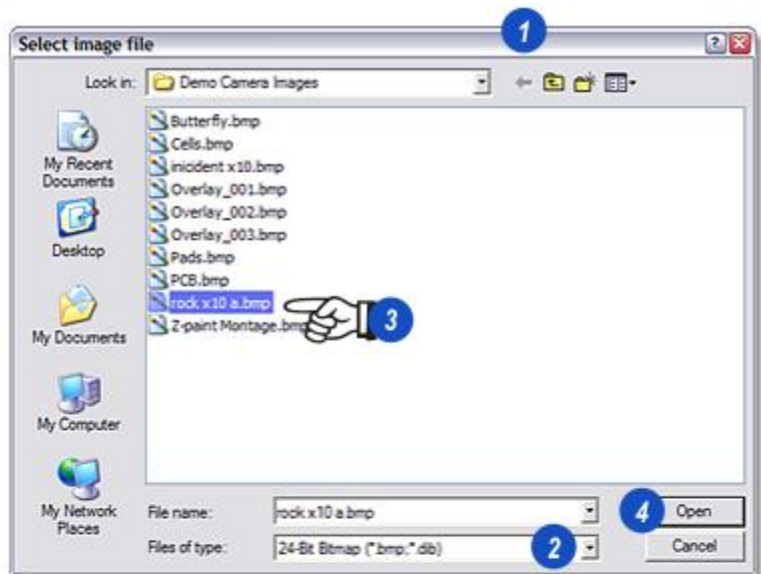 Select image file
1
Look in: Demo Camera Images
My Recent
Documents
Desktop
My Documents
My Computer
My Network
Places
Butterfly.bmp
Cells.bmp
inicident x10.bmp
Overlay_001.bmp
Overlay_002.bmp
Overlay_003.bmp
Pads.bmp
PCB.bmp
rock x10 a.bmp
3
Z-paint Montage.bmp
File name: rock x10 a.bmp
4 Open
Files of type: 24-Bit Bitmap (*.bmp;*.dib)
2 Cancel